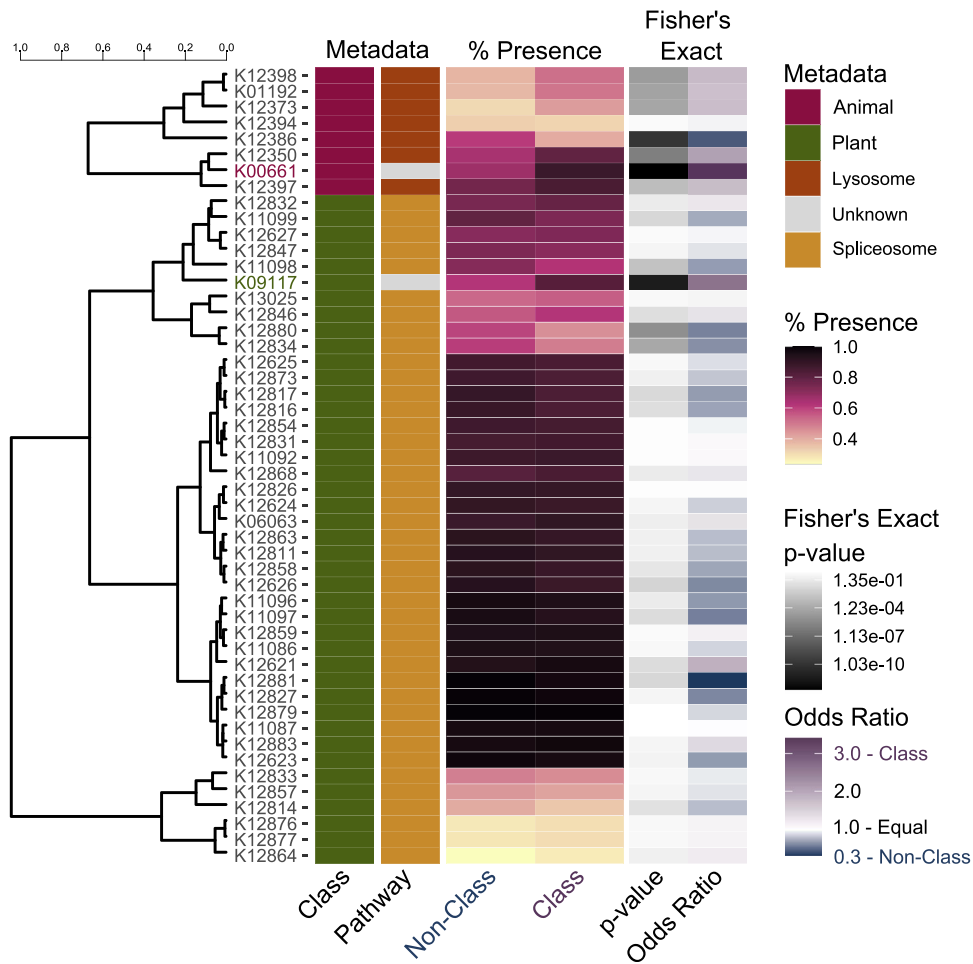 Fisher's
Metadata % Presence Exact
1,0 0,8 0,6 0,4 0,2 0,0
K12398
K01192
K12373
K12394
K12386
K12350
K00661
K12397
K12832
K11099
K12627
K12847
K11098
K09117
K13025
K12846
K12880
K12834
K12625
K12873
K12817
K12816
K12854
K12831
K11092
K12868
K12826
K12624
K06063
K12863
K12811
K12858
K12626
K11096
K11097
K12859
K11086
K12621
K12881
K12827
K12879
K11087
K12883
K12623
K12833
K12857
K12814
K12876
K12877
K12864
Class
Pathway
Non-Class
Class
p-value
Odds Ratio
Metadata
Animal
Plant
Lysosome
Unknown
Spliceosome
% Presence
1.0
0.8
0.6
0.4
Fisher's Exact
p-value
1.35e-01
1.23e-04
1.13e-07
1.03e-10
Odds Ratio
3.0 - Class
2.0
1.0 - Equal
0.3 - Non-Class